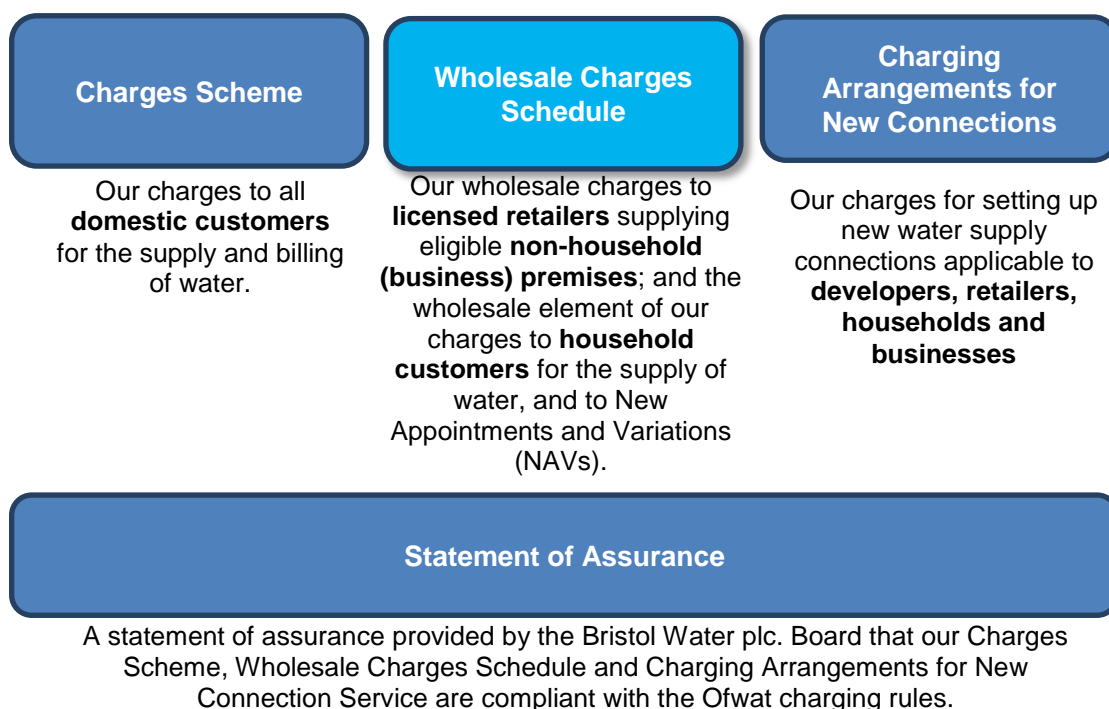 Charges Scheme
Our charges to all
domestic customers
for the supply and billing
of water.
Wholesale Charges
Schedule
Our wholesale charges to
licensed retailers supplying
eligible non-household
(business) premises; and the
wholesale element of our
charges to household
customers for the supply of
water, and to New
Appointments and Variations
(NAVs).
Charging
Arrangements for
New Connections
Our charges for setting up
new water supply
connections applicable to
developers, retailers,
households and
businesses
Statement of Assurance
A statement of assurance provided by the Bristol Water plc. Board that our Charges
Scheme, Wholesale Charges Schedule and Charging Arrangements for New
Connection Service are compliant with the Ofwat charging rules.